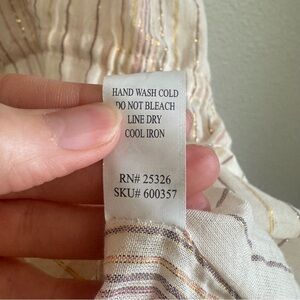 HAND WASH COLD
DO NOT BLEACH
LINE DRY
COOL IRON
RN# 25326
SKU# 600357